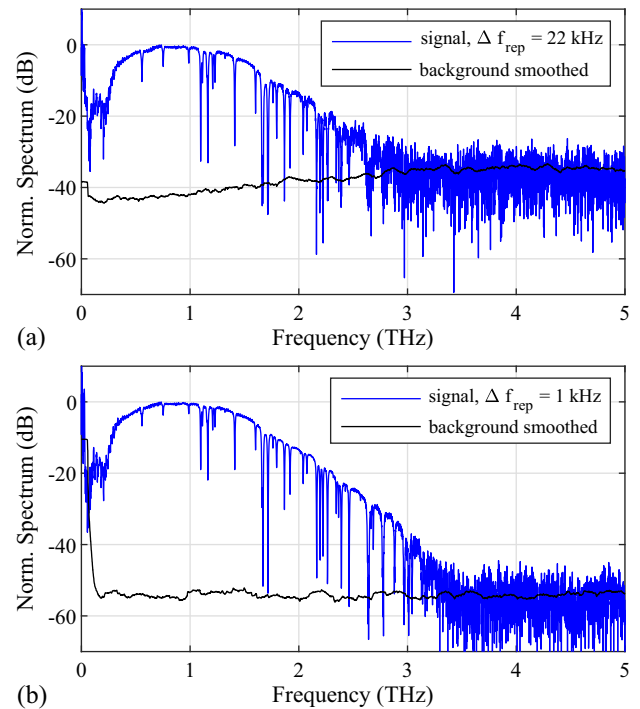 0
-20
-40
-60
Norm. Spectrum (dB)
signal, Δ f_rep = 22 kHz
background smoothed
0 1 2 3 4 5
(a)
Frequency (THz)
0
-20
-40
-60
Norm. Spectrum (dB)
signal, Δ f_rep = 1 kHz
background smoothed
0 1 2 3 4 5
(b)
Frequency (THz)